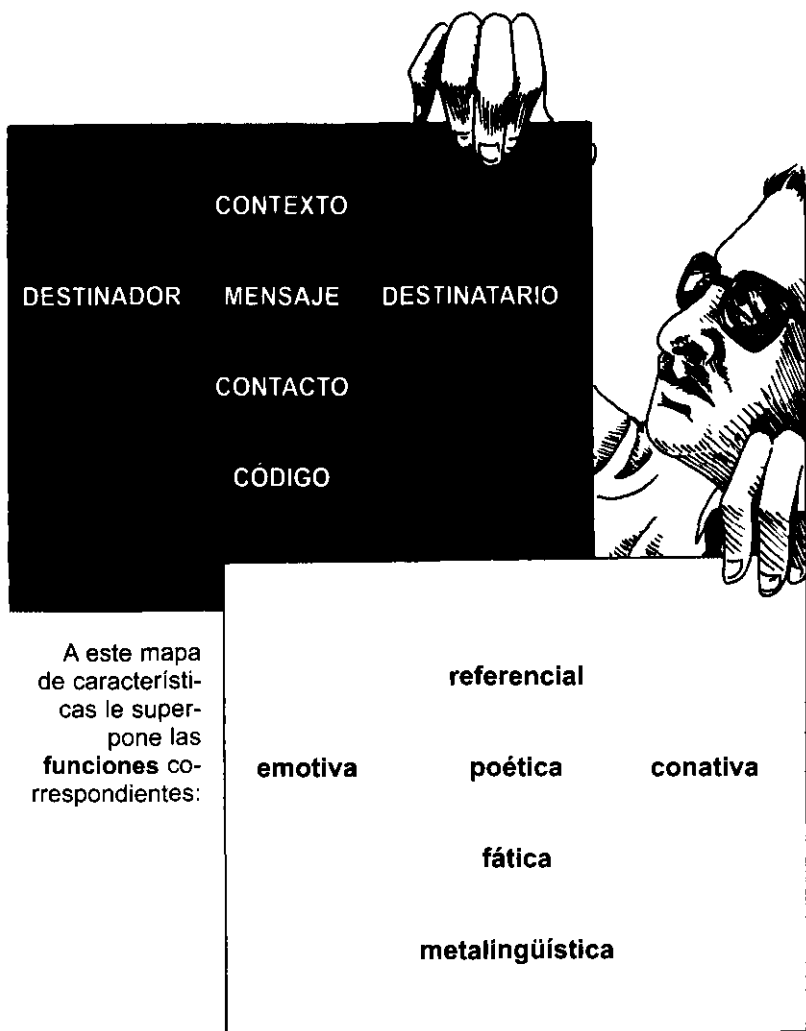 CONTEXTO
DESTINADOR MENSAJE DESTINATARIO
CONTACTO
CÓDIGO
A este mapa
de característi-
cas le super-
pone las
funciones co-
rrespondientes:
referencial
emotiva poética conativa
fática
metalingüística